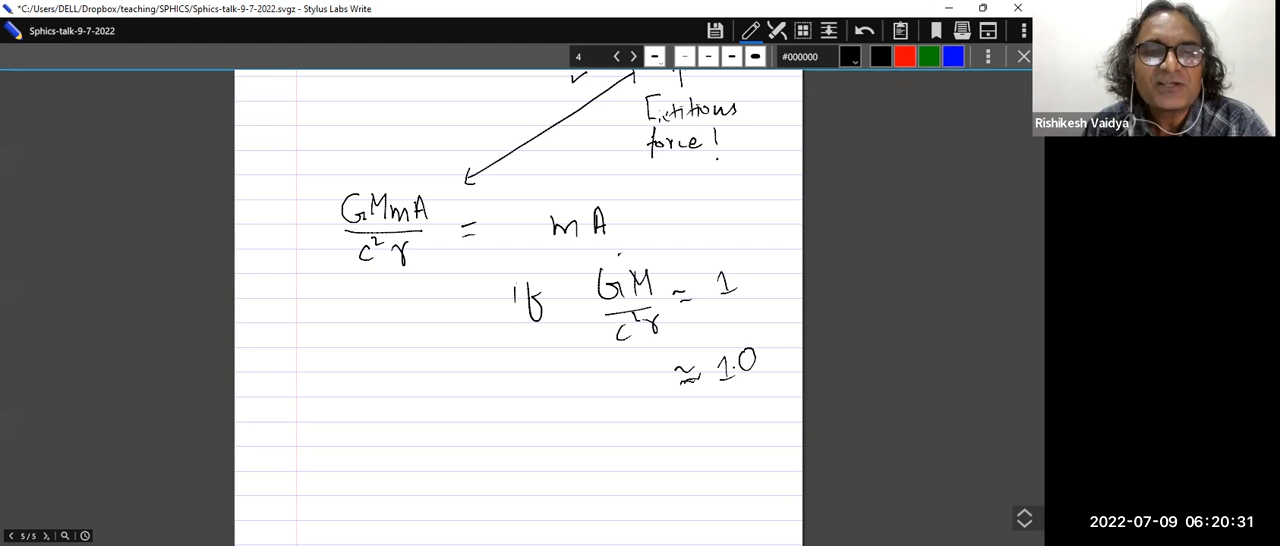 *C:/Users/DELL/Dropbox/teaching/SPHICS/Sphics-talk-9-7-2022.svgz - Stylus Labs Write
Sphics-talk-9-7-2022
4
#000000
Rishikesh Vaidya
Fictitious
force!
GMmA / c²r = mA
if GM / c²r ≈ 1
≈ 1.0
5/5
2022-07-09 06:20:31